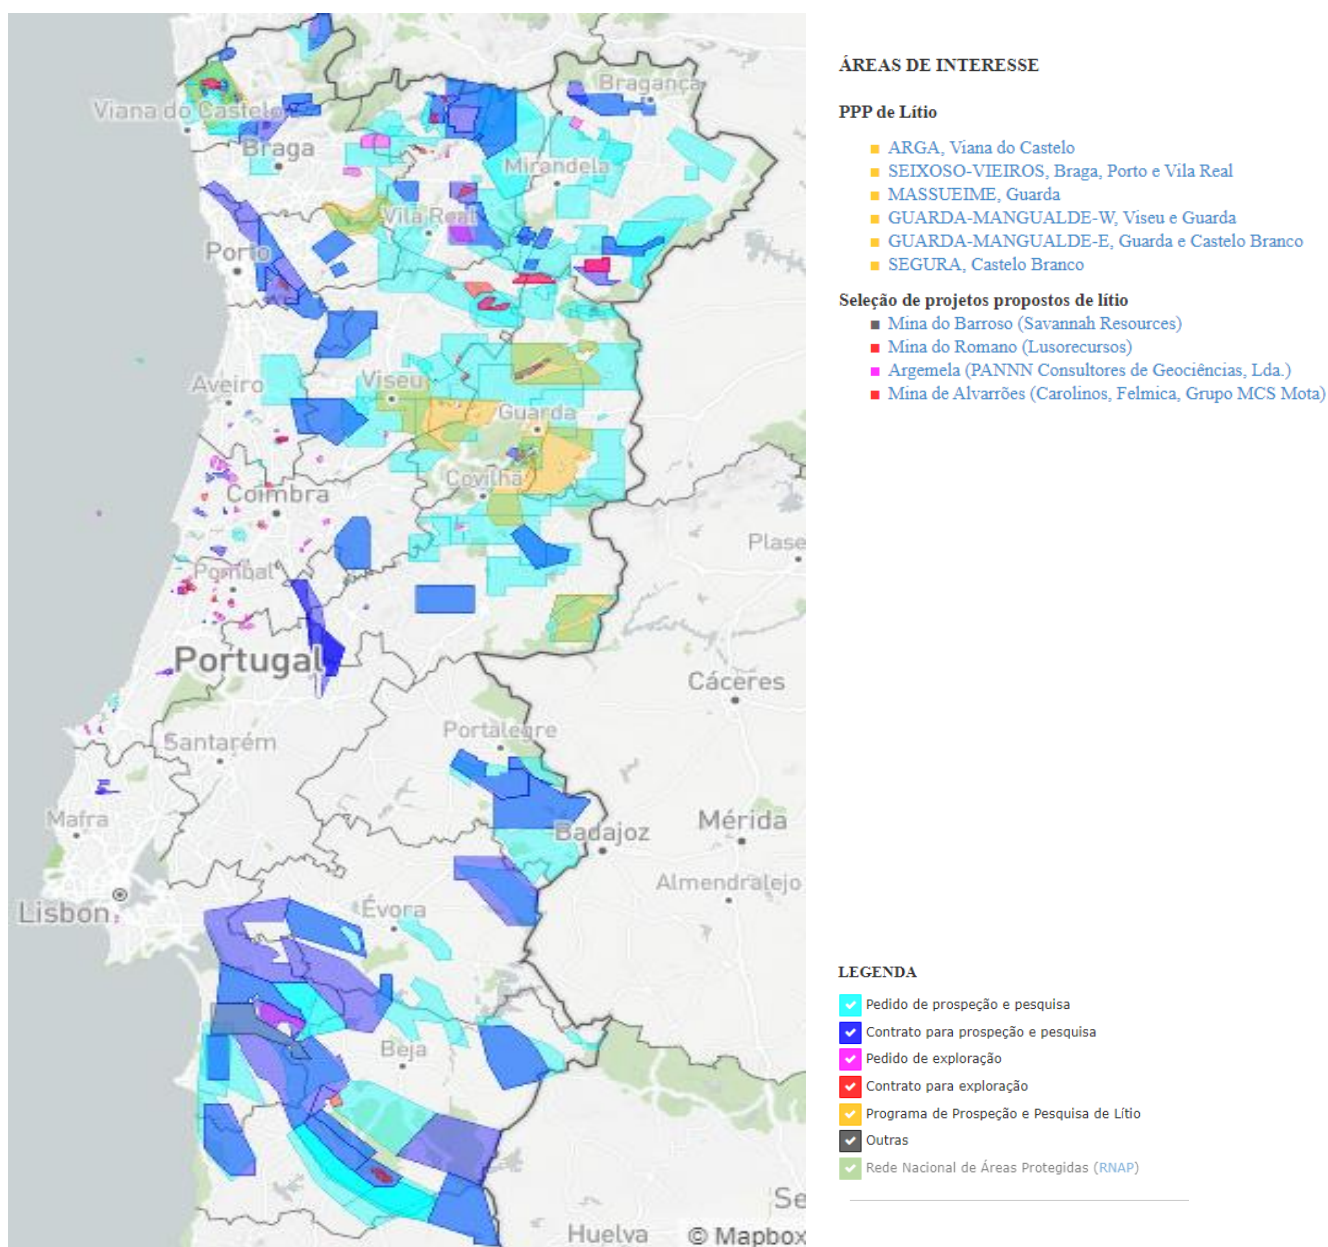 Bragança
Viana do Castelo
Braga
Mirandela
Vila Real
Porto
Aveiro
Viseu
Guarda
Covilha
Coimbra
Plase
Pombal
Portugal
Cáceres
Portalegre
Santarém
Mafra
Badajoz
Mérida
Almendralejo
Lisbon
Évora
Beja
Se
Huelva
© Mapbox
ÁREAS DE INTERESSE
PPP de Lítio
ARGA, Viana do Castelo
SEIXOSO-VIEIROS, Braga, Porto e Vila Real
MASSUEIME, Guarda
GUARDA-MANGUALDE-W, Viseu e Guarda
GUARDA-MANGUALDE-E, Guarda e Castelo Branco
SEGURA, Castelo Branco
Seleção de projetos propostos de lítio
Mina do Barroso (Savannah Resources)
Mina do Romano (Lusorecursos)
Argemela (PANNN Consultores de Geociências, Lda.)
Mina de Alvarrões (Carolinos, Felmica, Grupo MCS Mota)
LEGENDA
Pedido de prospeção e pesquisa
Contrato para prospeção e pesquisa
Pedido de exploração
Contrato para exploração
Programa de Prospeção e Pesquisa de Lítio
Outras
Rede Nacional de Áreas Protegidas (RNAP)